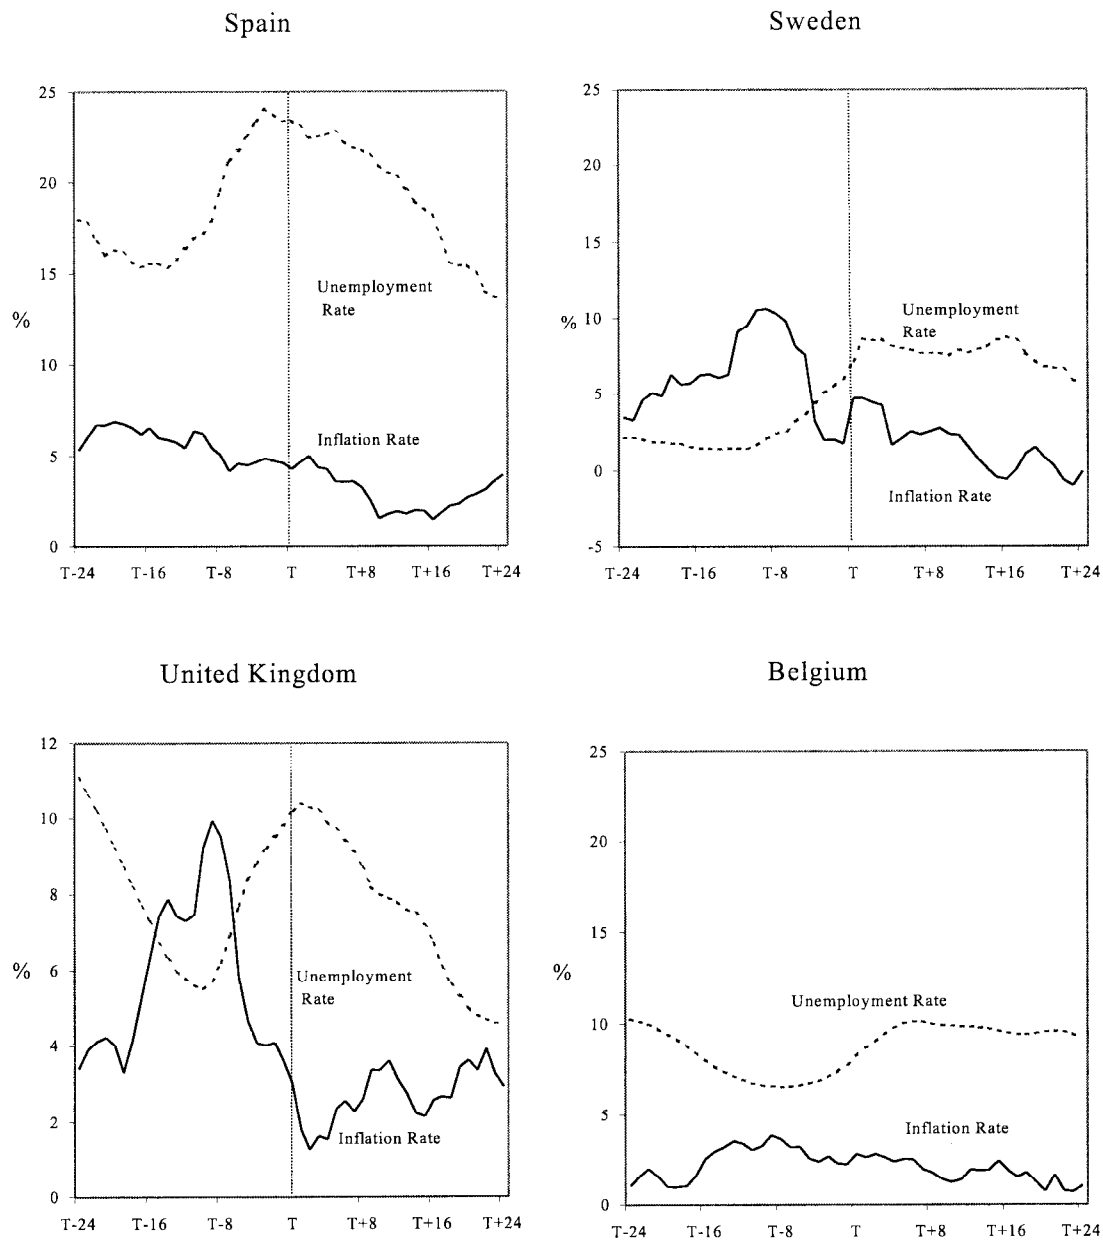 Spain
25
20
15
10
5
0
%
Unemployment
Rate
Inflation Rate
T-24 T-16 T-8 T T+8 T+16 T+24
Sweden
25
20
15
10
5
0
-5
%
Unemployment
Rate
Inflation Rate
T-24 T-16 T-8 T T+8 T+16 T+24
United Kingdom
12
10
8
6
4
2
0
%
Unemployment
Rate
Inflation Rate
T-24 T-16 T-8 T T+8 T+16 T+24
Belgium
25
20
15
10
5
0
%
Unemployment Rate
Inflation Rate
T-24 T-16 T-8 T T+8 T+16 T+24